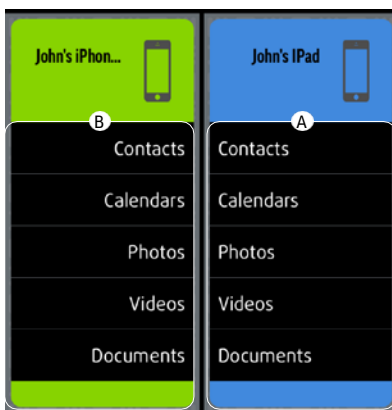 John's iPhon...
B
Contacts
Calendars
Photos
Videos
Documents
John's IPad
A
Contacts
Calendars
Photos
Videos
Documents